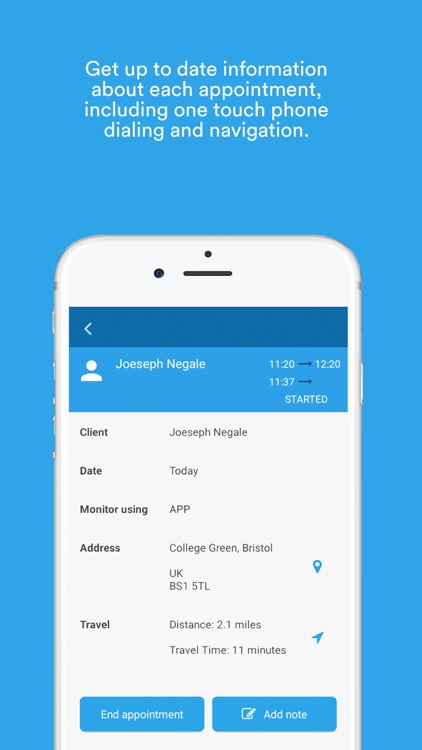 Get up to date information
about each appointment,
including one touch phone
dialing and navigation.
Joeseph Negale 11:20 → 12:20
11:37 →
STARTED
Client Joeseph Negale
Date Today
Monitor using APP
Address College Green, Bristol
UK
BS1 5TL
Travel Distance: 2.1 miles
Travel Time: 11 minutes
End appointment Add note